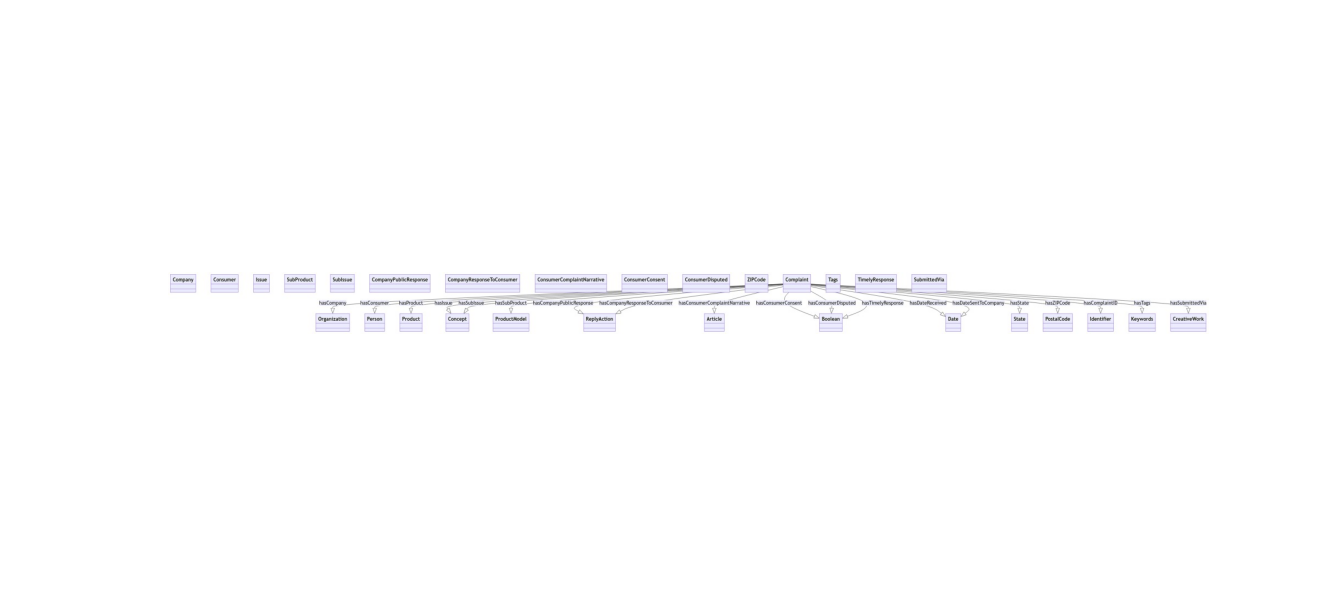 Company Consumer Issue SubProduct SubIssue CompanyPublicResponse CompanyResponseToConsumer ConsumerComplaintNarrative ConsumerConsent ConsumerDisputed ZIPCode Complaint Tags TimelyResponse SubmittedVia
hasCompany hasConsumer hasProduct hasIssue hasSubIssue hasSubProduct hasCompanyPublicResponse hasCompanyResponseToConsumer hasConsumerComplaintNarrative hasConsumerConsent hasConsumerDisputed hasTimelyResponse hasDateReceived hasDateSentToCompany hasState hasZIPCode hasComplaintID hasTags hasSubmittedVia
Organization Person Product Concept ProductModel ReplyAction Article Boolean Date State PostalCode Identifier Keywords CreativeWork